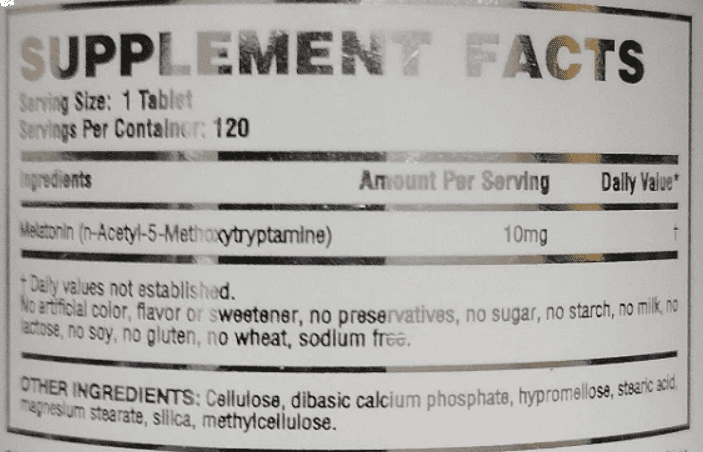 SUPPLEMENT FACTS
Serving Size: 1 Tablet
Servings Per Container: 120
Ingredients Amount Per Serving Daily Value*
Melatonin (n-Acetyl-5-Methoxytryptamine) 10mg †
† Daily values not established.
No artificial color, flavor or sweetener, no preservatives, no sugar, no starch, no milk, no
lactose, no soy, no gluten, no wheat, sodium free.
OTHER INGREDIENTS: Cellulose, dibasic calcium phosphate, hypromellose, stearic acid,
magnesium stearate, silica, methylcellulose.